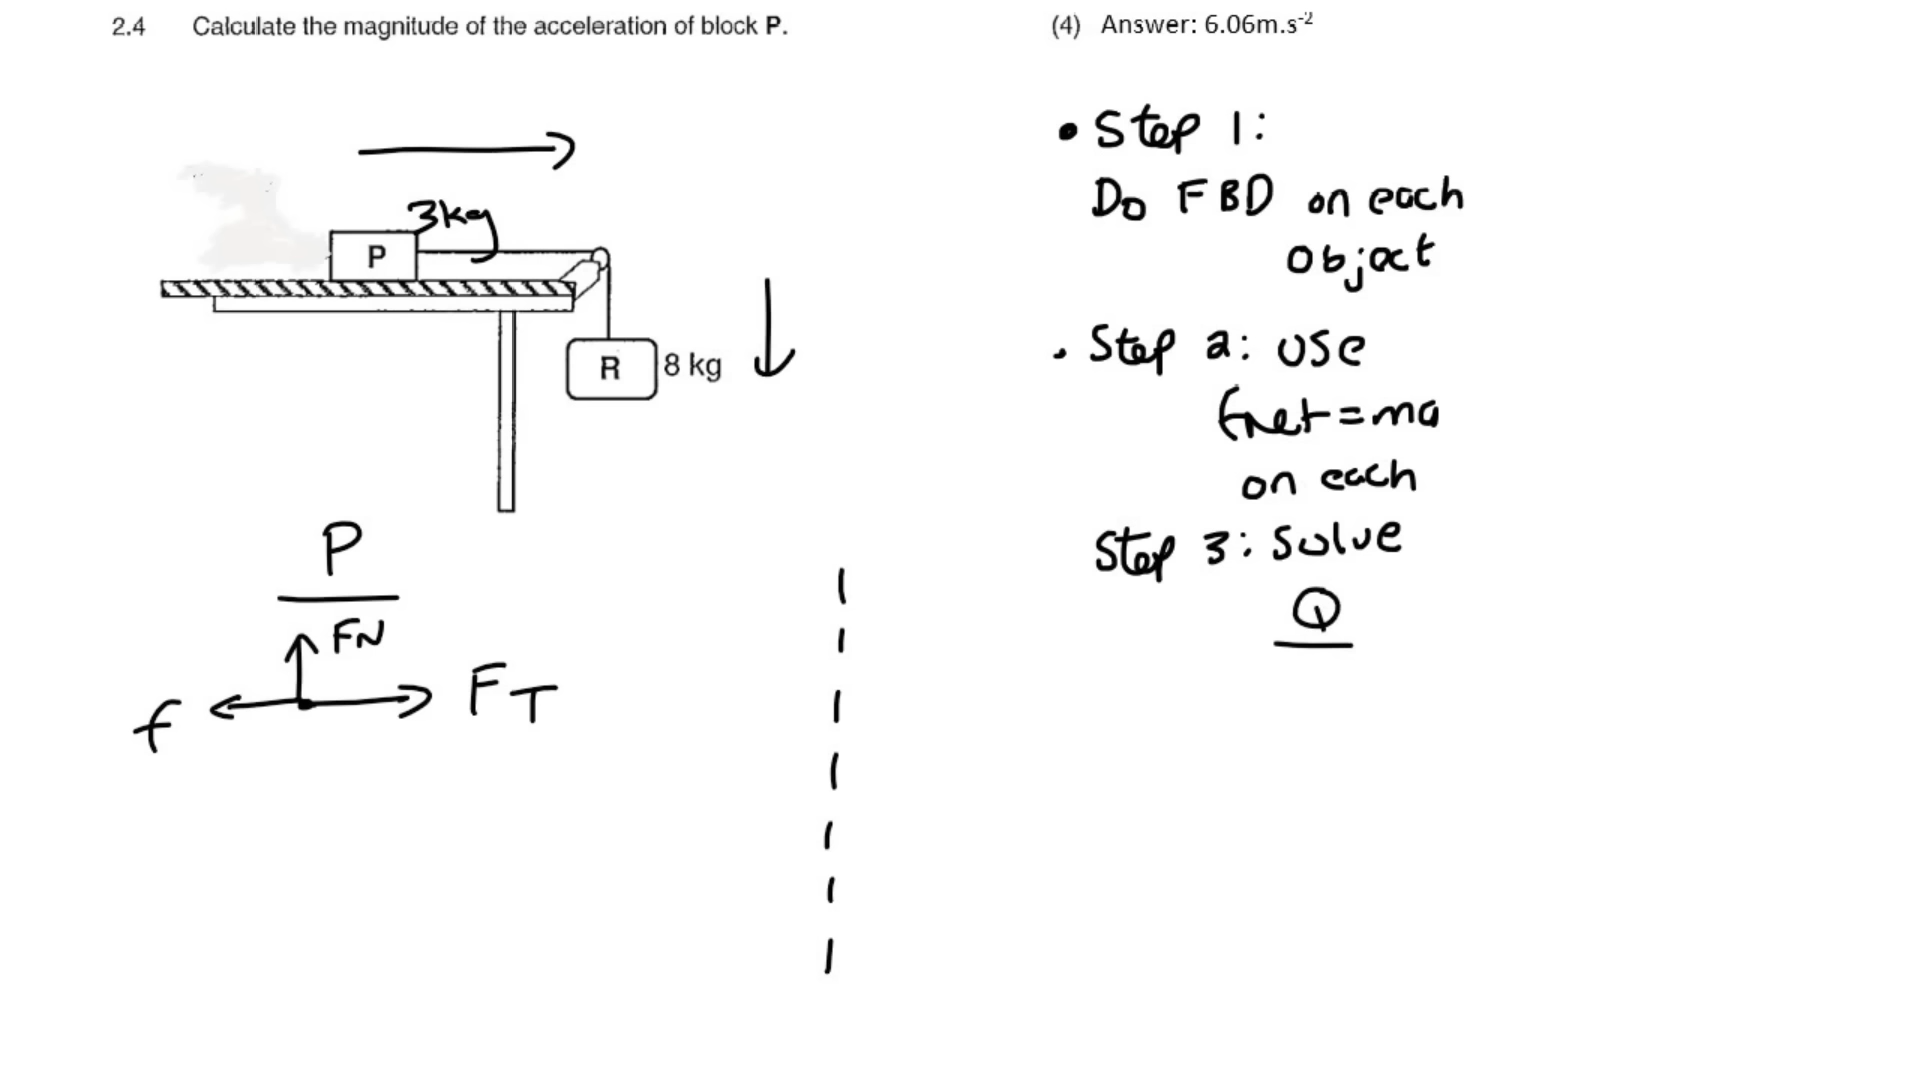 2.4 Calculate the magnitude of the acceleration of block P.
(4) Answer: 6.06m.s⁻²
• Step 1:
Do FBD on each
Object
3kg
P
R 8 kg
• Step 2: use
Fnet=ma
on each
Step 3: Solve
P
FN
f FT
Q